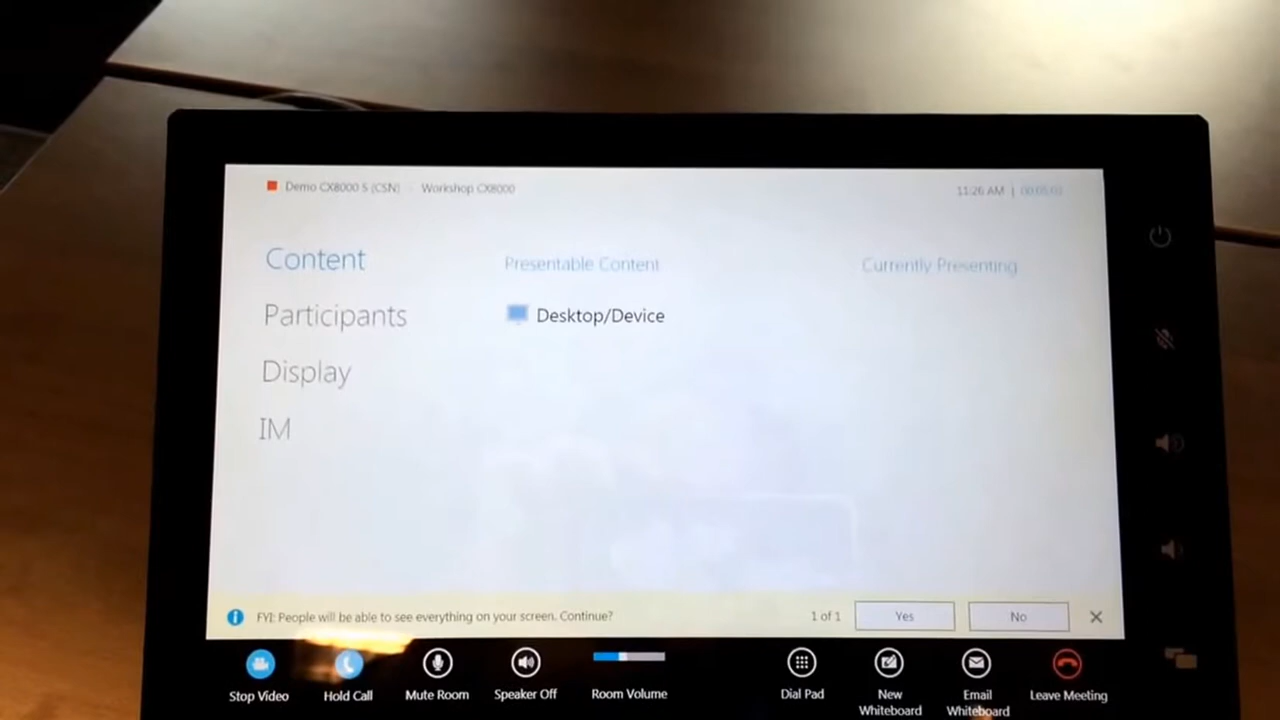 Demo CX8000 S (CSN) - Workshop CX8000
11:26 AM |
Content
Presentable Content
Currently Presenting
Participants
Desktop/Device
Display
IM
FYI: People will be able to see everything on your screen. Continue?
1 of 1
Yes
No
Stop Video
Hold Call
Mute Room
Speaker Off
Room Volume
Dial Pad
New
Whiteboard
Email
Whiteboard
Leave Meeting